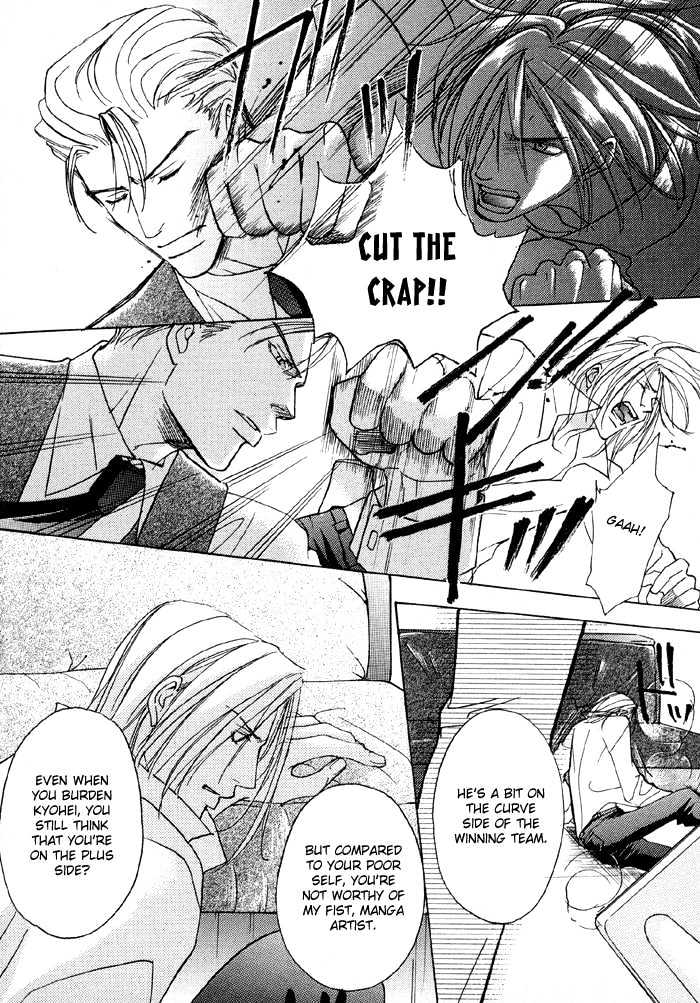 CUT THE
CRAP!!
GAAH!
HE'S A BIT ON
THE CURVE
SIDE OF THE
WINNING TEAM.
BUT COMPARED
TO YOUR POOR
SELF, YOU'RE
NOT WORTHY OF
MY FIST, MANGA
ARTIST.
EVEN WHEN
YOU BURDEN
KYOHEI, YOU
STILL THINK
THAT YOU'RE
ON THE PLUS
SIDE?